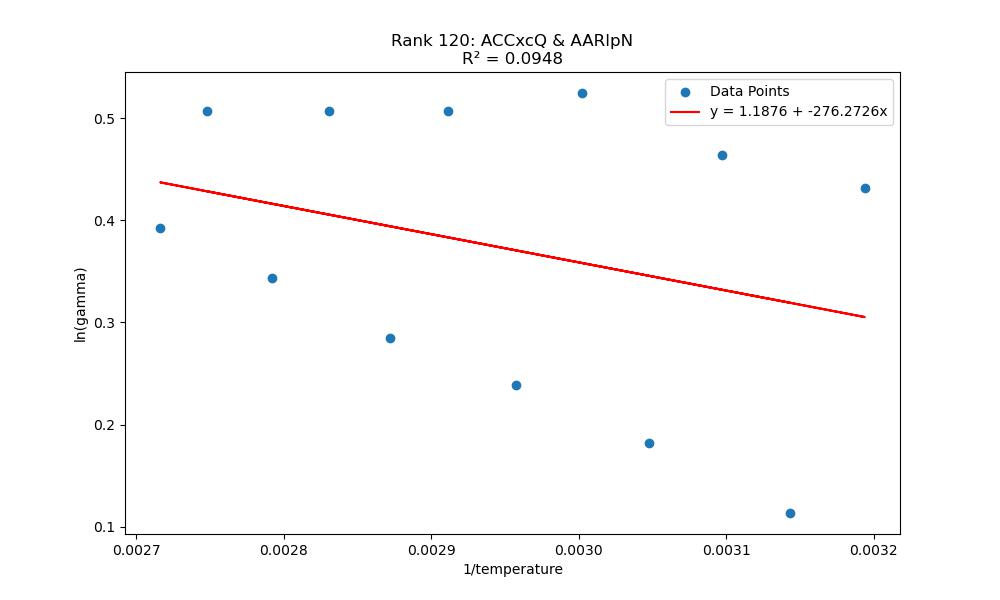 Rank 120: ACCxcQ & AARlpN
R² = 0.0948
Data Points
y = 1.1876 + -276.2726x
0.5
0.4
0.3
0.2
0.1
ln(gamma)
0.0027 0.0028 0.0029 0.0030 0.0031 0.0032
1/temperature